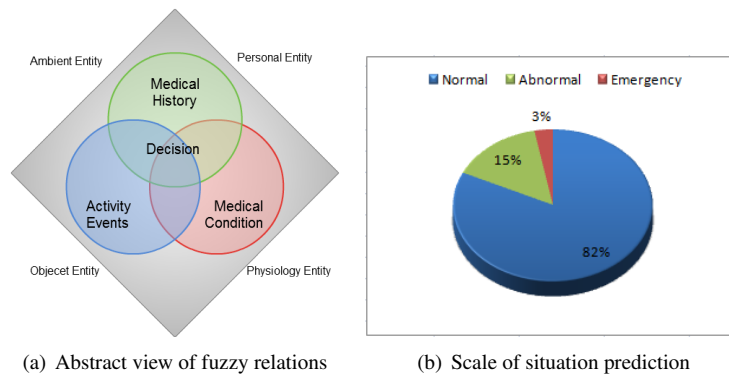 Ambient Entity
Personal Entity
Medical
History
Decision
Activity
Events
Medical
Condition
Objecet Entity
Physiology Entity
(a) Abstract view of fuzzy relations
Normal Abnormal Emergency
3%
15%
82%
(b) Scale of situation prediction